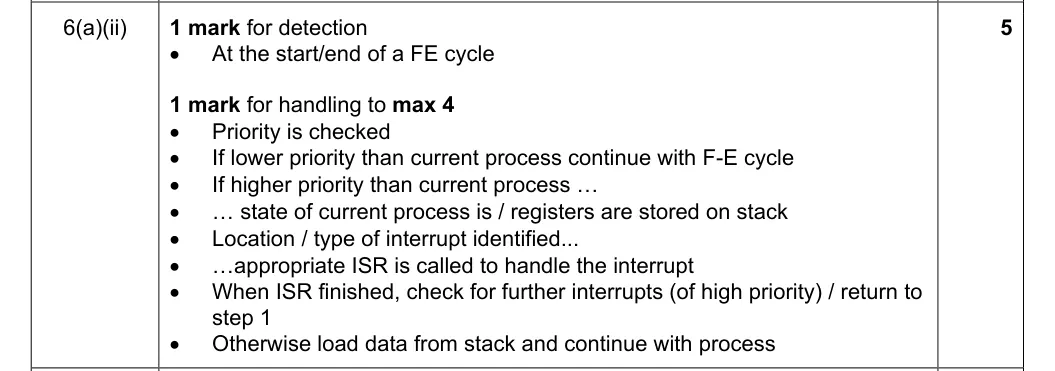 6(a)(ii)
1 mark for detection
• At the start/end of a FE cycle
1 mark for handling to max 4
• Priority is checked
• If lower priority than current process continue with F-E cycle
• If higher priority than current process …
• … state of current process is / registers are stored on stack
• Location / type of interrupt identified...
• …appropriate ISR is called to handle the interrupt
• When ISR finished, check for further interrupts (of high priority) / return to
step 1
• Otherwise load data from stack and continue with process
5